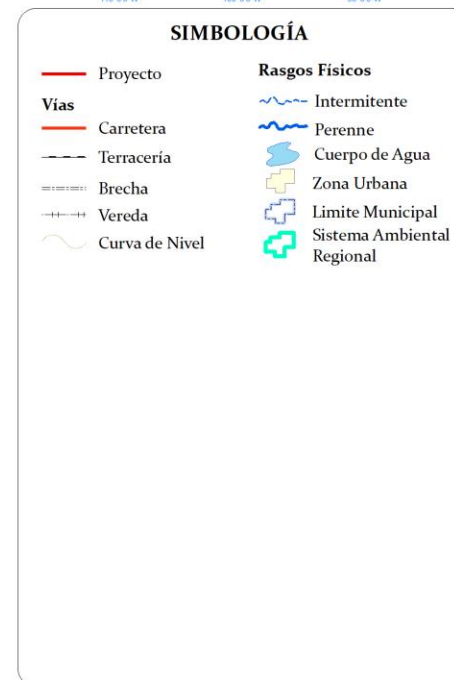 SIMBOLOGÍA
Proyecto
Vías
Carretera
Terracería
Brecha
Vereda
Curva de Nivel
Rasgos Físicos
Intermitente
Perenne
Cuerpo de Agua
Zona Urbana
Limite Municipal
Sistema Ambiental
Regional